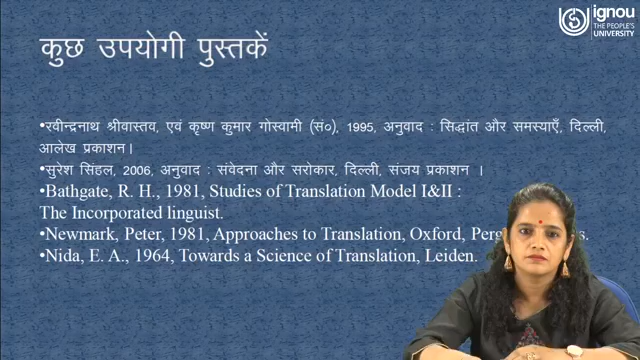 ignou
THE PEOPLE'S
UNIVERSITY
कुछ उपयोगी पुस्तकें
•रवीन्द्रनाथ श्रीवास्तव, एवं कृष्ण कुमार गोस्वामी (सं०), 1995, अनुवाद : सिद्धांत और समस्याएँ, दिल्ली,
आलेख प्रकाशन।
•सुरेश सिंहल, 2006, अनुवाद : संवेदना और सरोकार, दिल्ली, संजय प्रकाशन ।
•Bathgate, R. H., 1981, Studies of Translation Model I&II :
The Incorporated linguist.
•Newmark, Peter, 1981, Approaches to Translation, Oxford,
•Nida, E. A., 1964, Towards a Science of Translation, Leiden.